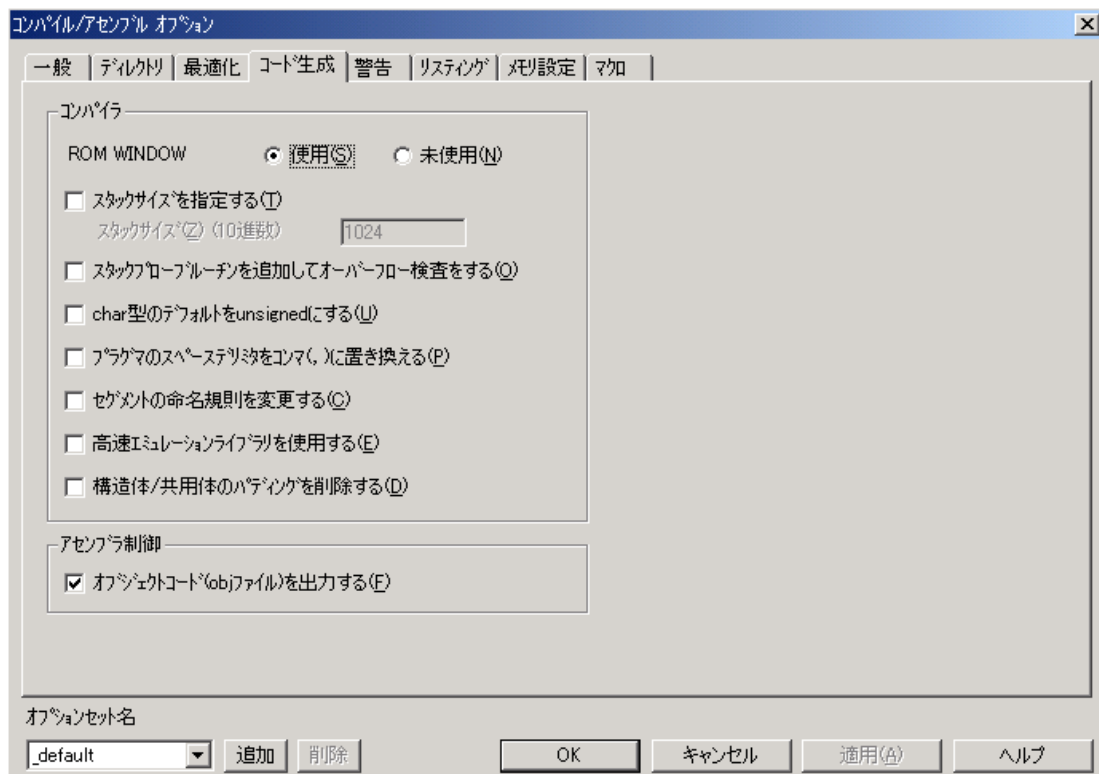 ｺﾝﾊﾟｲﾙ/ｱｾﾝﾌﾞﾙ ｵﾌﾟｼｮﾝ
一般 ﾃﾞｨﾚｸﾄﾘ 最適化 ｺｰﾄﾞ生成 警告 ﾘｽﾃｨﾝｸﾞ ﾒﾓﾘ設定 ﾏｸﾛ
ｺﾝﾊﾟｲﾗ
ROM WINDOW 使用(S) 未使用(N)
ｽﾀｯｸｻｲｽﾞを指定する(T)
ｽﾀｯｸｻｲｽﾞ(Z) (10進数) 1024
ｽﾀｯｸﾌﾟﾛｰﾌﾞﾙｰﾁﾝを追加してｵｰﾊﾞｰﾌﾛｰ検査をする(O)
char型のﾃﾞﾌｫﾙﾄをunsignedにする(U)
ﾌﾟﾗｸﾞﾏのｽﾍﾟｰｽﾃﾞﾘﾐﾀをｺﾝﾏ(, )に置き換える(P)
ｾｸﾞﾒﾝﾄの命名規則を変更する(C)
高速ｴﾐｭﾚｰｼｮﾝﾗｲﾌﾞﾗﾘを使用する(E)
構造体/共用体のﾊﾟﾃﾞｨﾝｸﾞを削除する(D)
ｱｾﾝﾌﾞﾗ制御
ｵﾌﾞｼﾞｪｸﾄｺｰﾄﾞ(objﾌｧｲﾙ)を出力する(F)
ｵﾌﾟｼｮﾝｾｯﾄ名
_default 追加 削除 OK キャンセル 適用(A) ヘルプ